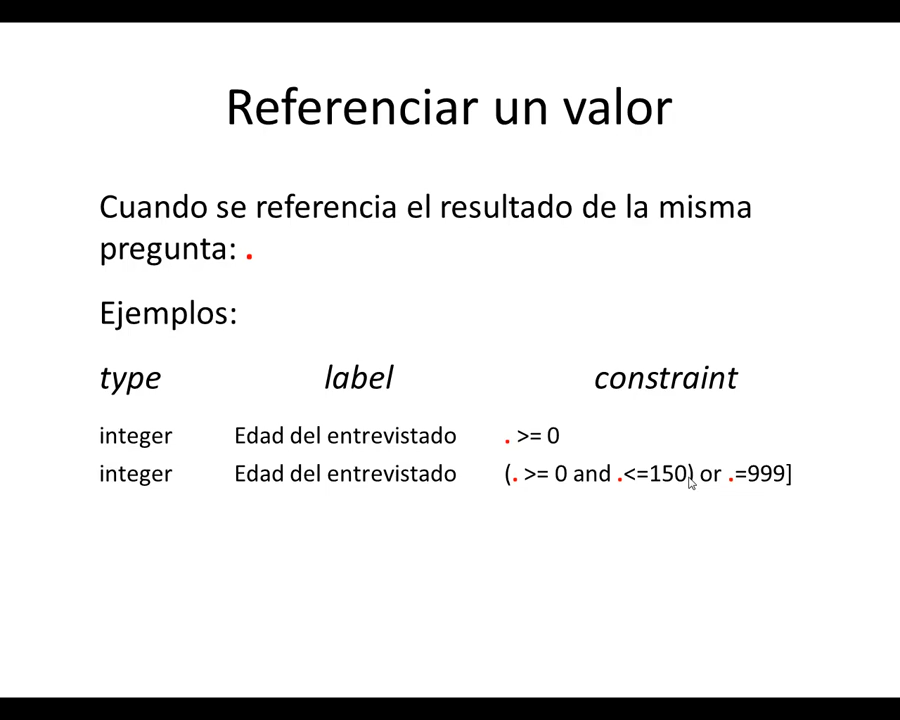 Referenciar un valor
Cuando se referencia el resultado de la misma
pregunta: .
Ejemplos:
type label constraint
integer Edad del entrevistado . >= 0
integer Edad del entrevistado (. >= 0 and .<=150) or .=999]